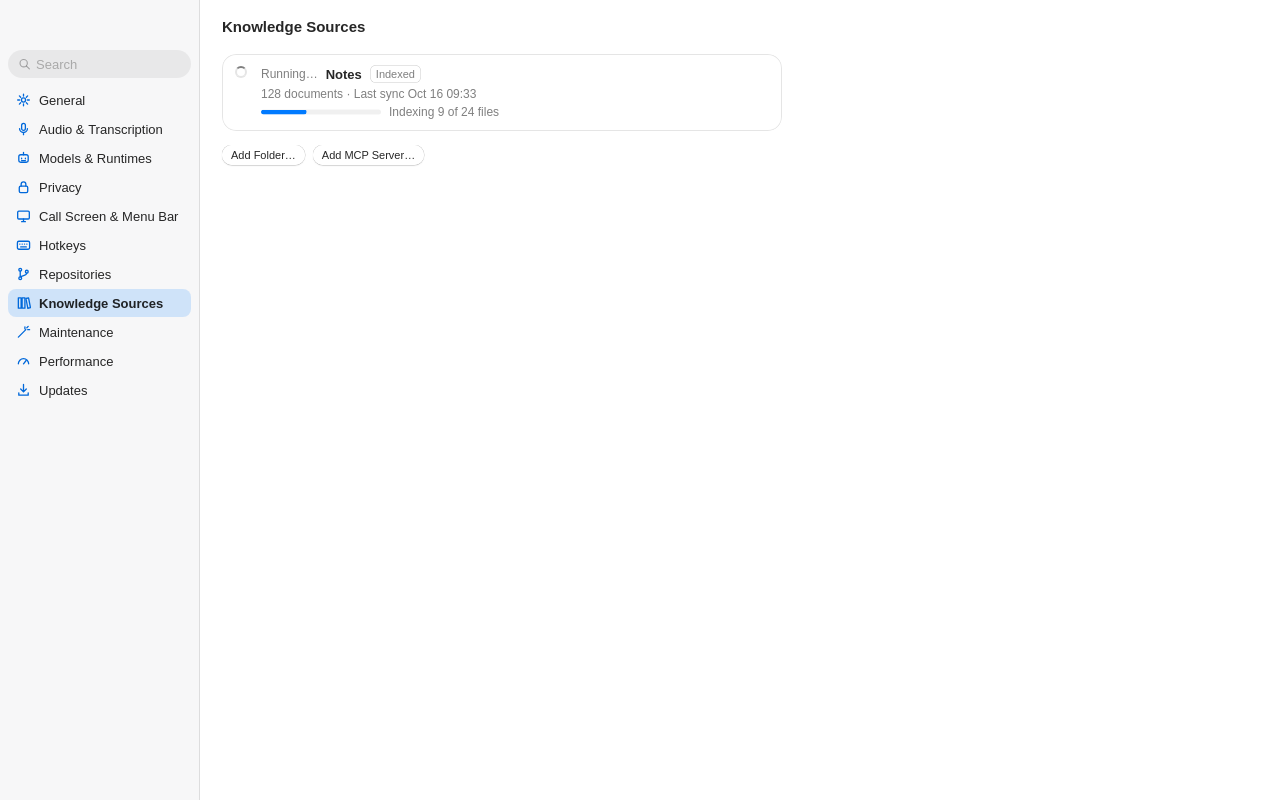 Search
General
Audio & Transcription
Models & Runtimes
Privacy
Call Screen & Menu Bar
Hotkeys
Repositories
Knowledge Sources
Maintenance
Performance
Updates
Knowledge Sources
Running… Notes Indexed
128 documents · Last sync Oct 16 09:33
Indexing 9 of 24 files
Add Folder… Add MCP Server…